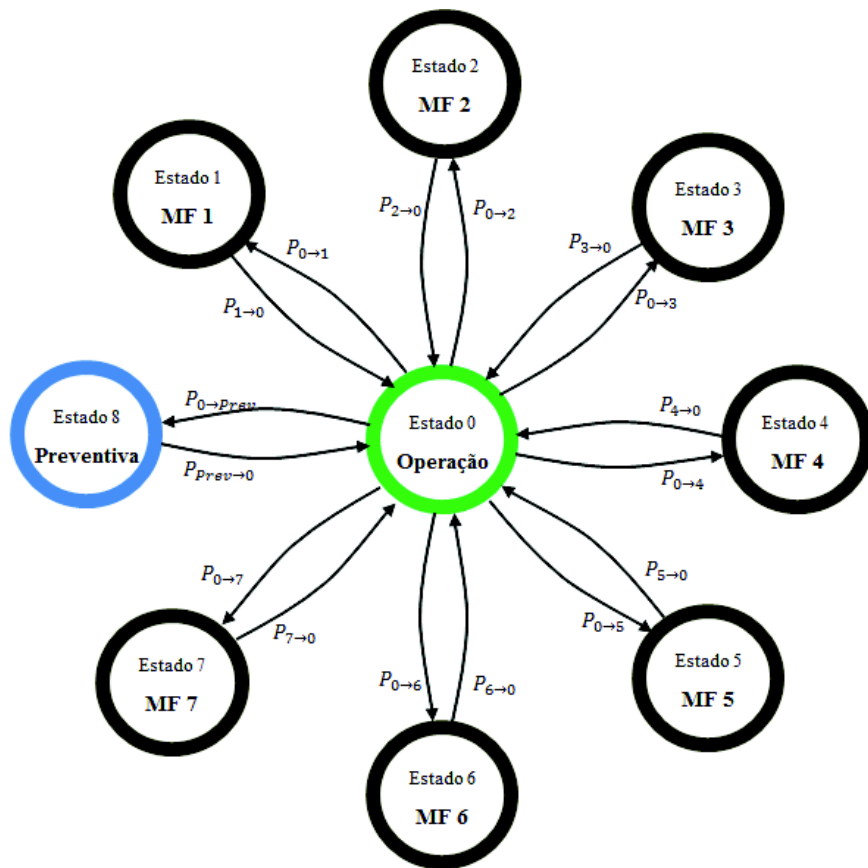 Estado 2
MF 2
Estado 1
MF 1
Estado 3
MF 3
P2→0
P0→2
P0→1
P3→0
P1→0
P0→3
P0→Prev
Estado 8
Preventiva
PPrev→0
Estado 0
Operação
P4→0
Estado 4
MF 4
P0→4
P0→7
P5→0
P7→0
P0→5
Estado 7
MF 7
P0→6
P6→0
Estado 5
MF 5
Estado 6
MF 6